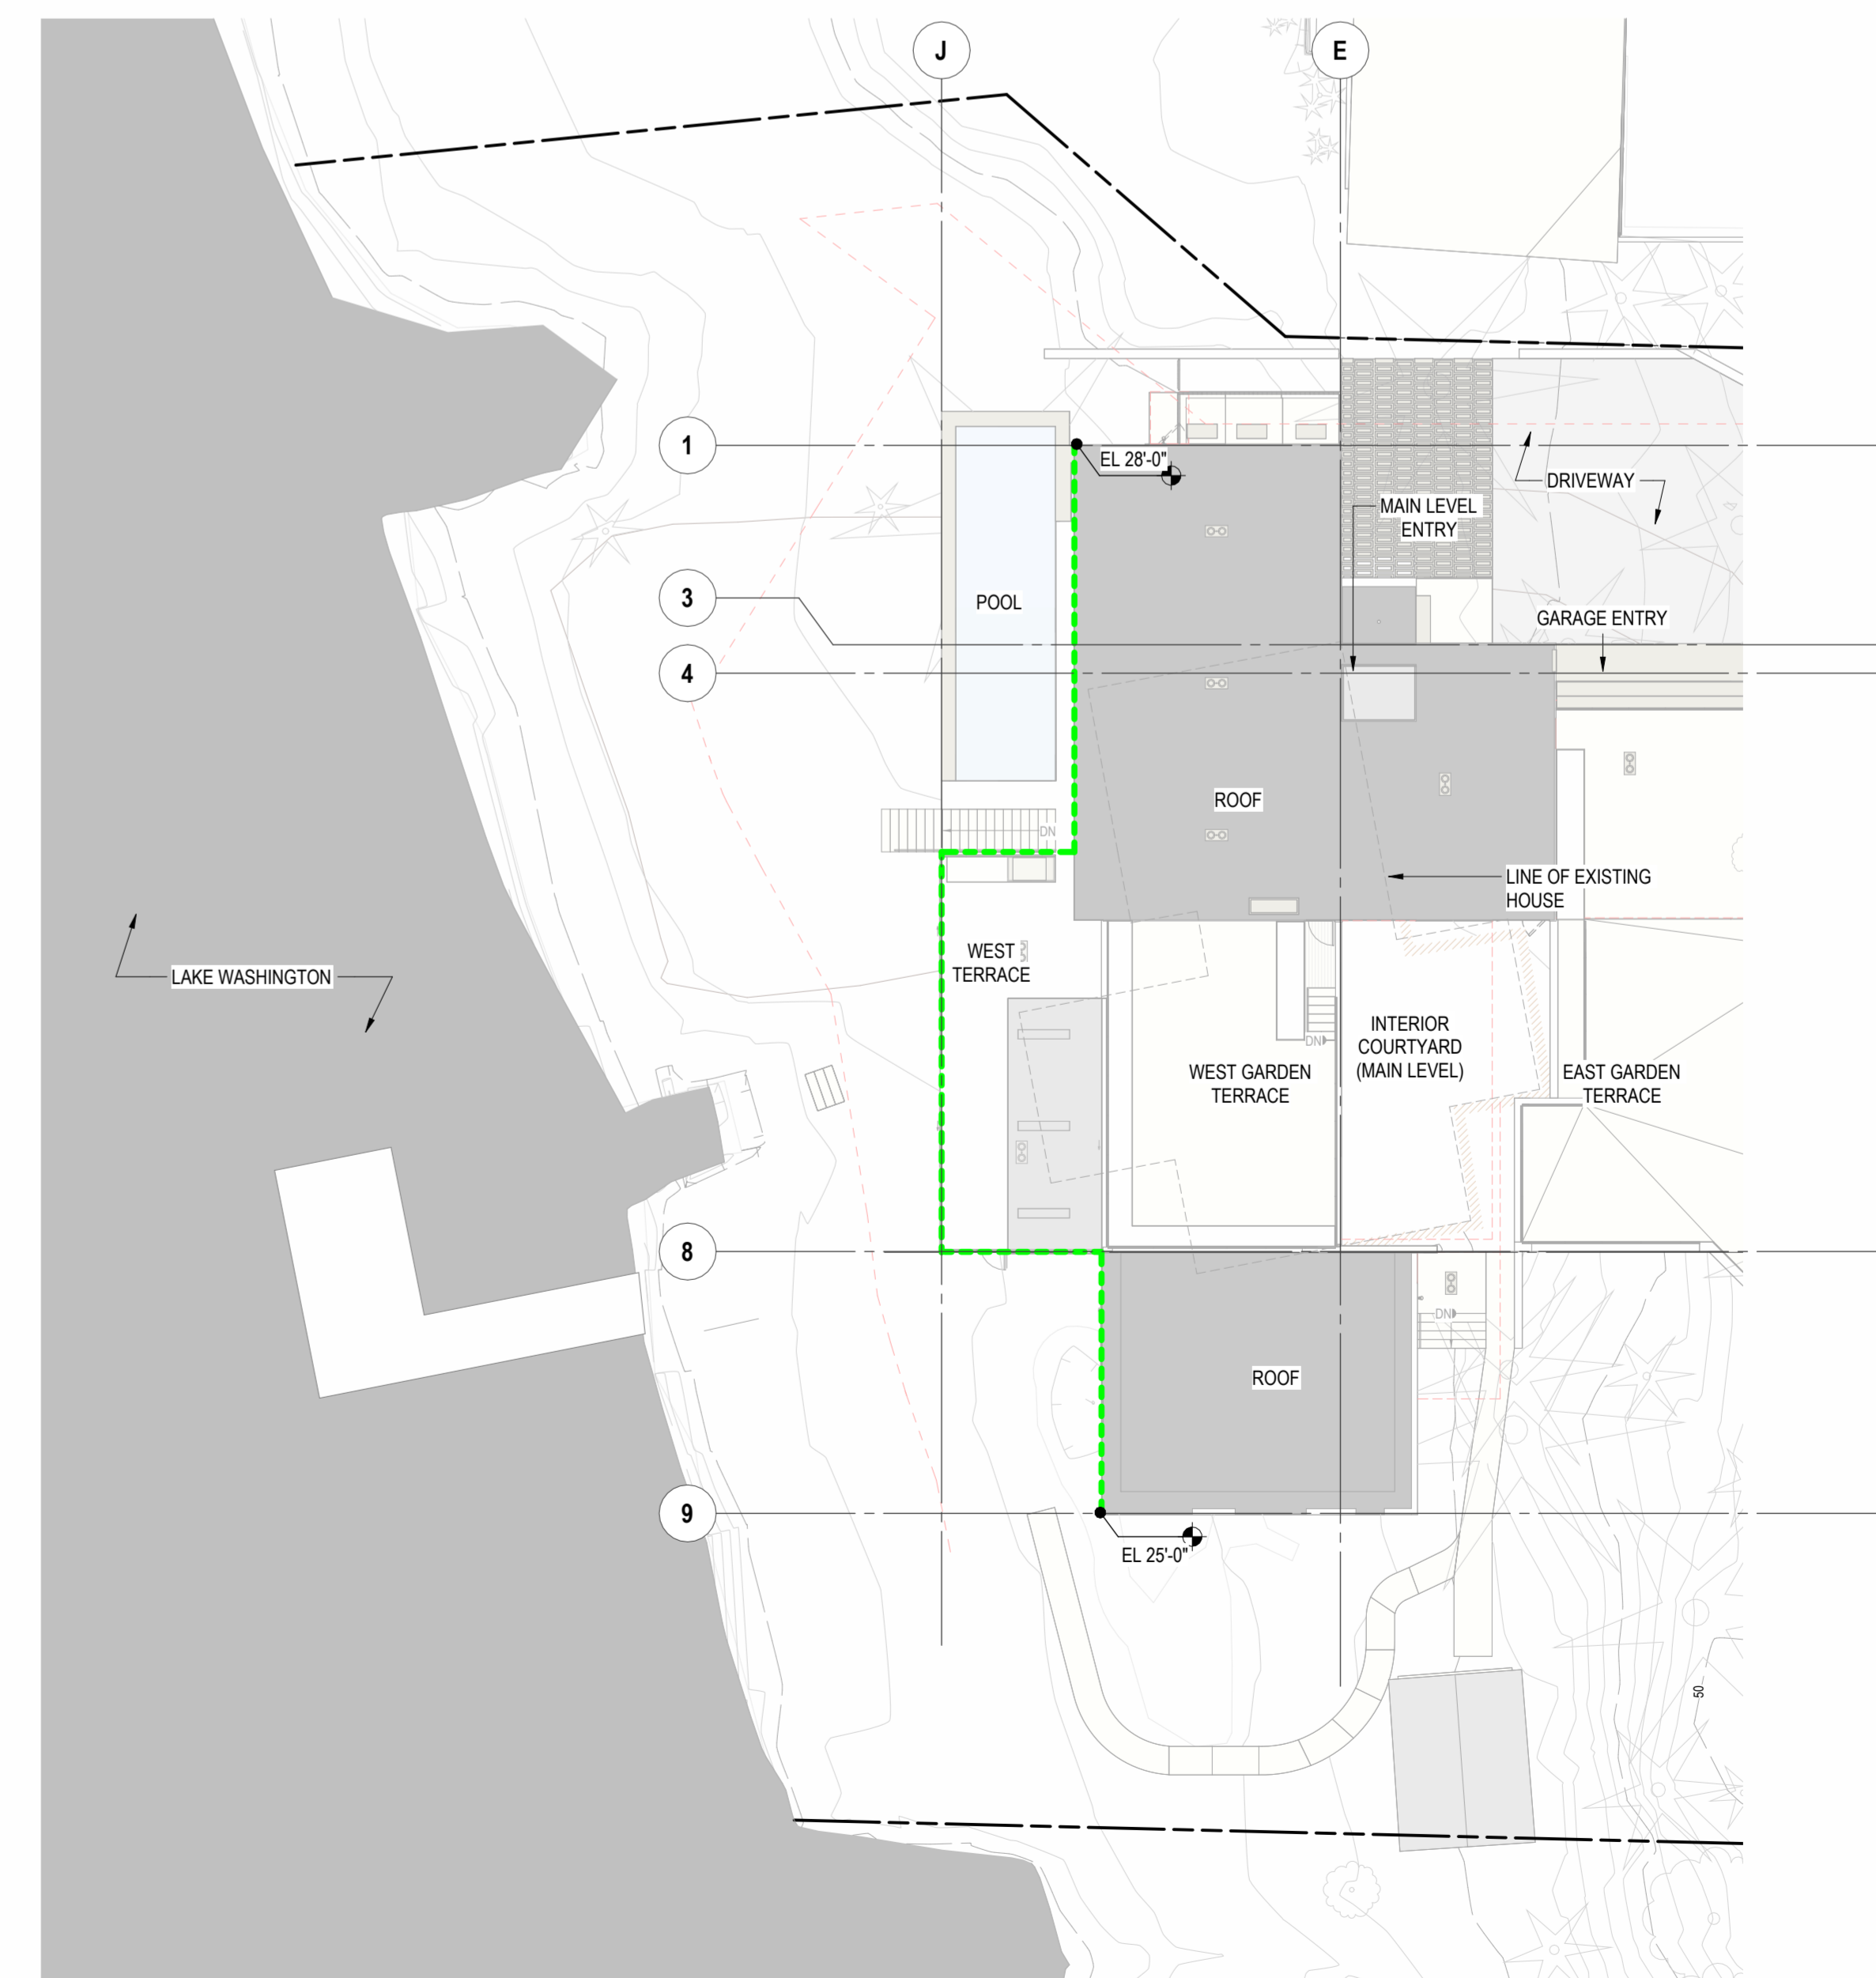 J
E
1
EL 28'-0"
DRIVEWAY
MAIN LEVEL
ENTRY
3
POOL
GARAGE ENTRY
4
ROOF
DN
LINE OF EXISTING
HOUSE
WEST
TERRACE
LAKE WASHINGTON
INTERIOR
COURTYARD
(MAIN LEVEL)
DN
WEST GARDEN
TERRACE
EAST GARDEN
TERRACE
8
DN
ROOF
9
EL 25'-0"
50